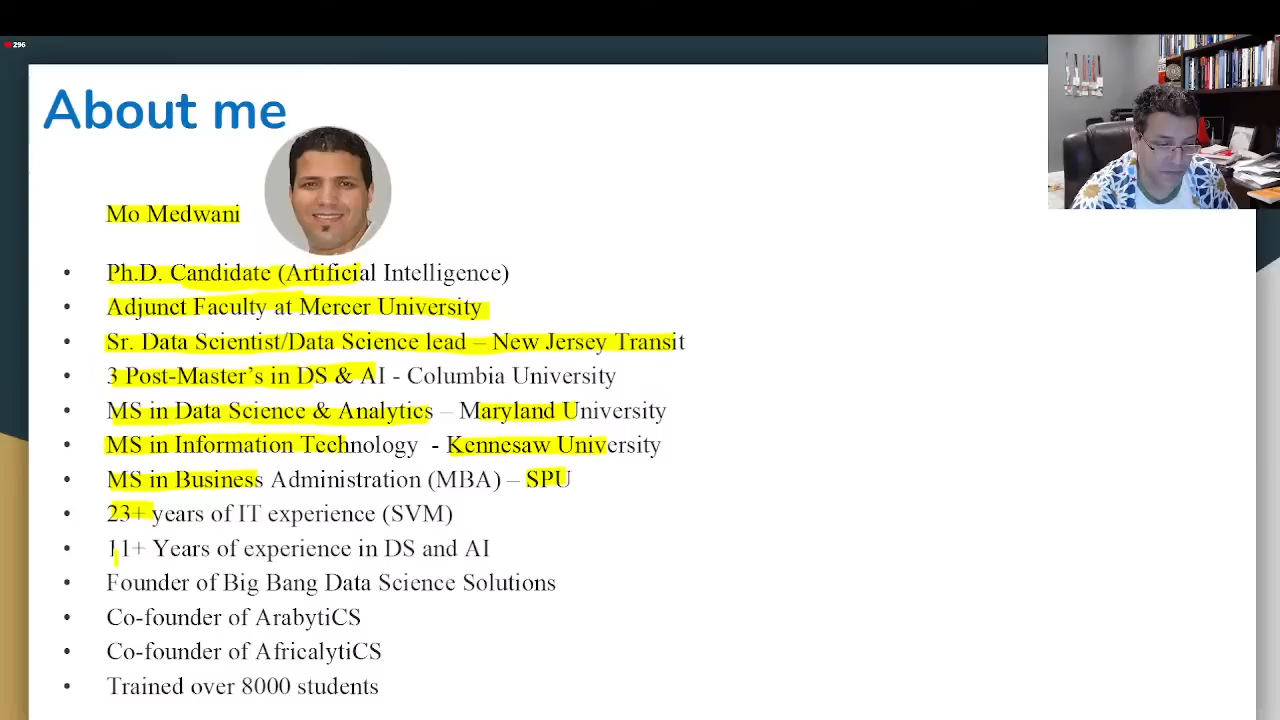 296
About me
Mo Medwani
• Ph.D. Candidate (Artificial Intelligence)
• Adjunct Faculty at Mercer University
• Sr. Data Scientist/Data Science lead – New Jersey Transit
• 3 Post-Master’s in DS & AI - Columbia University
• MS in Data Science & Analytics – Maryland University
• MS in Information Technology - Kennesaw University
• MS in Business Administration (MBA) – SPU
• 23+ years of IT experience (SVM)
• 11+ Years of experience in DS and AI
• Founder of Big Bang Data Science Solutions
• Co-founder of ArabytiCS
• Co-founder of AfricalytiCS
• Trained over 8000 students